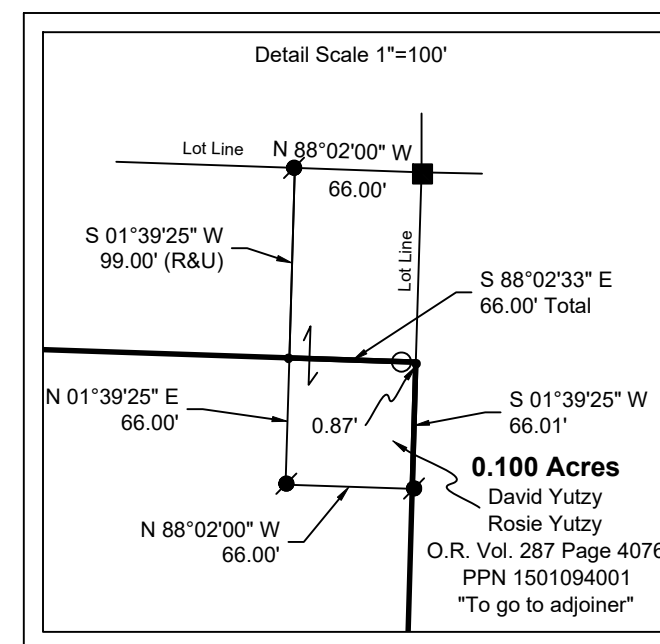 Detail Scale 1"=100'
Lot Line
N 88°02'00" W
66.00'
S 01°39'25" W
99.00' (R&U)
Lot Line
S 88°02'33" E
66.00' Total
N 01°39'25" E
66.00'
0.87'
S 01°39'25" W
66.01'
0.100 Acres
David Yutzy
Rosie Yutzy
O.R. Vol. 287 Page 4076
PPN 1501094001
"To go to adjoiner"
N 88°02'00" W
66.00'